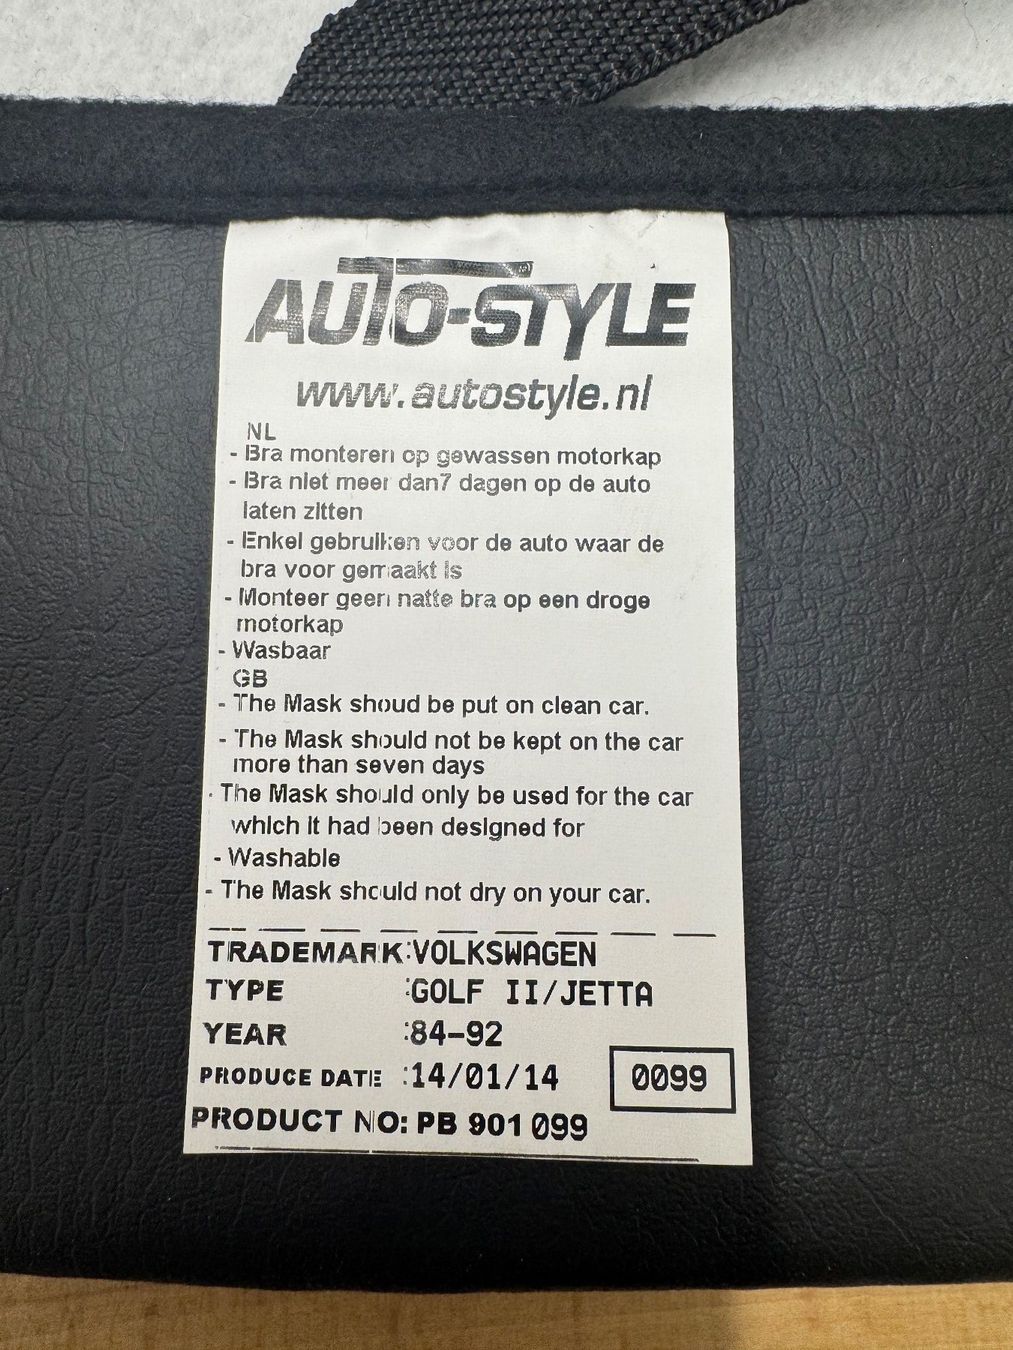 AUTO-STYLE
www.autostyle.nl
NL
- Bra monteren op gewassen motorkap
- Bra niet meer dan7 dagen op de auto
laten zitten
- Enkel gebruiken voor de auto waar de
bra voor gemaakt is
- Monteer geen natte bra op een droge
motorkap
- Wasbaar
GB
- The Mask shoud be put on clean car.
- The Mask should not be kept on the car
more than seven days
- The Mask should only be used for the car
which it had been designed for
- Washable
- The Mask should not dry on your car.
TRADEMARK:VOLKSWAGEN
TYPE :GOLF II/JETTA
YEAR :84-92
PRODUCE DATE :14/01/14 0099
PRODUCT NO: PB 901 099